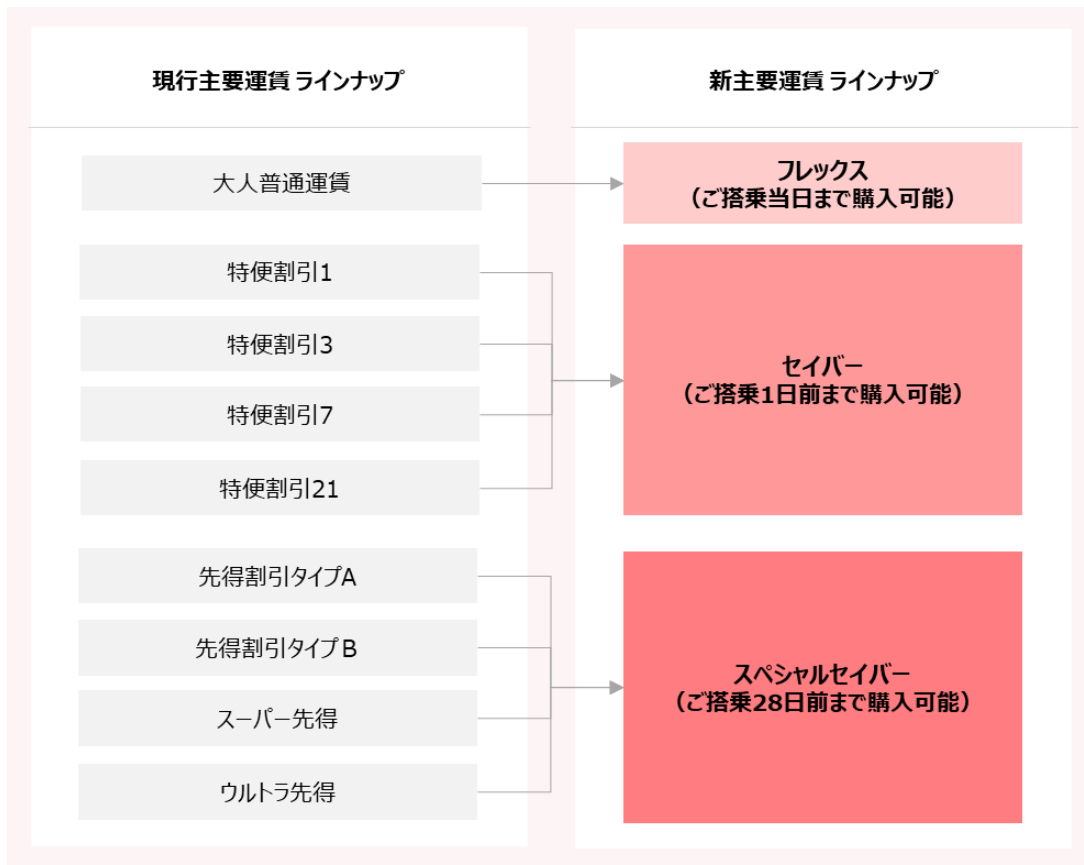 現行主要運賃 ラインナップ
大人普通運賃
特便割引1
特便割引3
特便割引7
特便割引21
先得割引タイプA
先得割引タイプB
スーパー先得
ウルトラ先得
新主要運賃 ラインナップ
フレックス
（ご搭乗当日まで購入可能）
セイバー
（ご搭乗1日前まで購入可能）
スペシャルセイバー
（ご搭乗28日前まで購入可能）